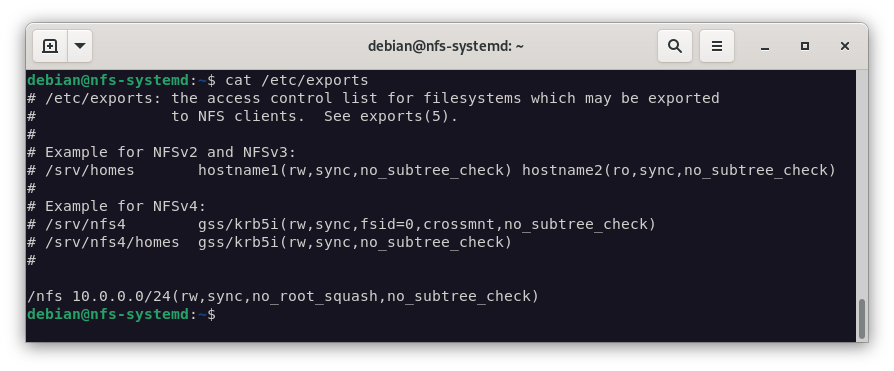 debian@nfs-systemd: ~
debian@nfs-systemd:~$ cat /etc/exports
# /etc/exports: the access control list for filesystems which may be exported
#               to NFS clients.  See exports(5).
#
# Example for NFSv2 and NFSv3:
# /srv/homes       hostname1(rw,sync,no_subtree_check) hostname2(ro,sync,no_subtree_check)
#
# Example for NFSv4:
# /srv/nfs4        gss/krb5i(rw,sync,fsid=0,crossmnt,no_subtree_check)
# /srv/nfs4/homes  gss/krb5i(rw,sync,no_subtree_check)
#

/nfs 10.0.0.0/24(rw,sync,no_root_squash,no_subtree_check)
debian@nfs-systemd:~$